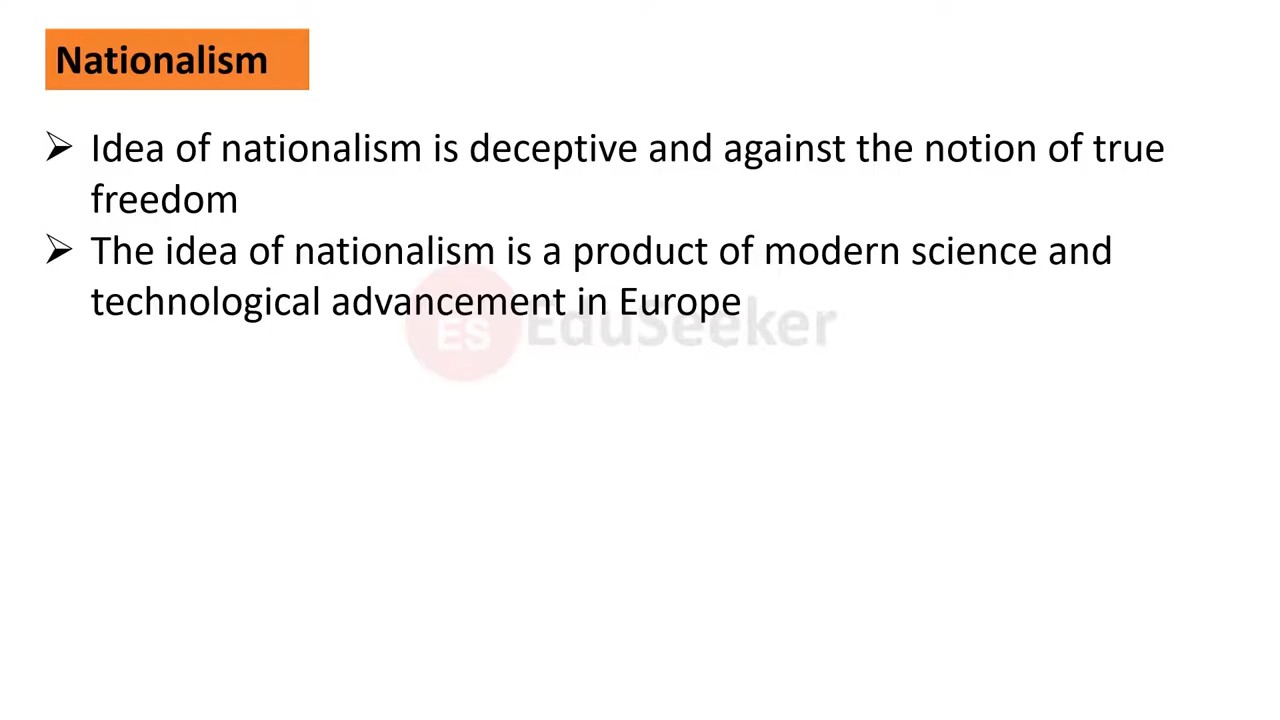 Nationalism
➢ Idea of nationalism is deceptive and against the notion of true
freedom
➢ The idea of nationalism is a product of modern science and
technological advancement in Europe
ES EduSeeker